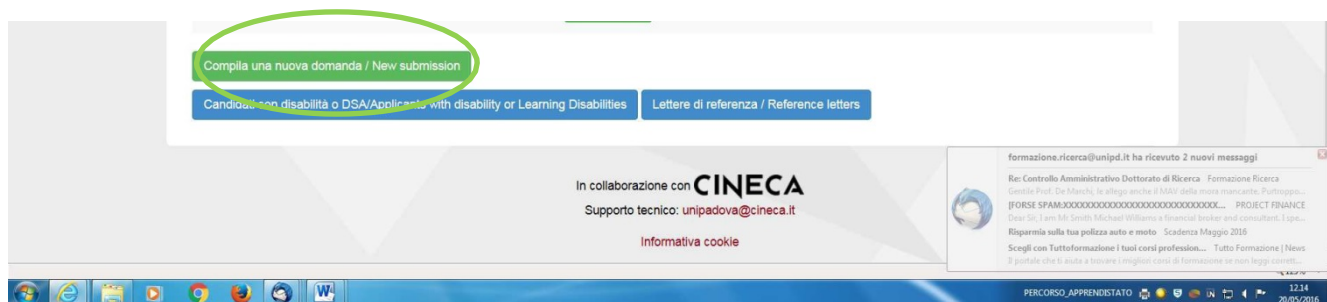 Compila una nuova domanda / New submission
Candidati con disabilità o DSA/Applicants with disability or Learning Disabilities
Lettere di referenza / Reference letters
In collaborazione con CINECA
Supporto tecnico: unipadova@cineca.it
Informativa cookie
formazione.ricerca@unipd.it ha ricevuto 2 nuovi messaggi
Re: Controllo Amministrativo Dottorato di Ricerca Formazione Ricerca
Gentile Prof. De Marchi, le allego anche il MAV della mora mancante. Purtroppo...
[FORSE SPAM:XXXXXXXXXXXXXXXXXXXXXXXXXXXX... PROJECT FINANCE
Dear Sir, I am Mr Smith Michael Williams a financial broker and consultant. I spe...
Risparmia sulla tua polizza auto e moto Scadenza Maggio 2016
Scegli con Tuttoformazione i tuoi corsi profession... Tutto Formazione | News
Il portale che ti aiuta a trovare i migliori corsi di formazione se non leggi corrett...
PERCORSO_APPRENDISTATO
12.14
20/05/2016